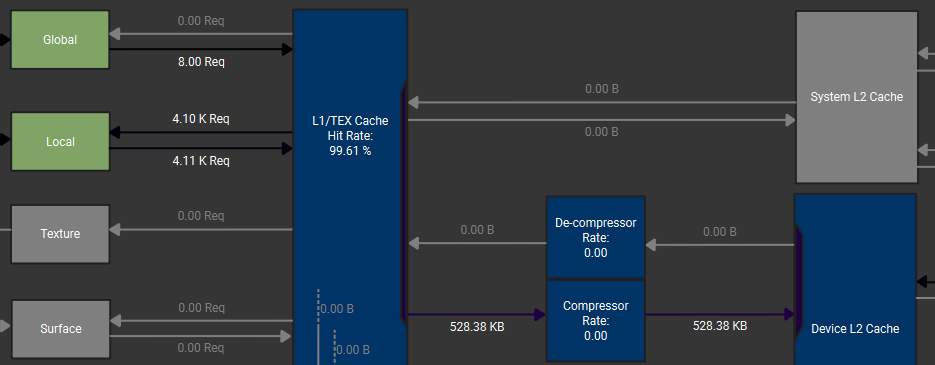 Global
0.00 Req
8.00 Req
Local
4.10 K Req
4.11 K Req
L1/TEX Cache
Hit Rate:
99.61 %
0.00 B
0.00 B
System L2 Cache
Texture
0.00 Req
0.00 B
De-compressor
Rate:
0.00
0.00 B
Surface
0.00 Req
0.00 Req
0.00 B
0.00 B
528.38 KB
Compressor
Rate:
0.00
528.38 KB
Device L2 Cache